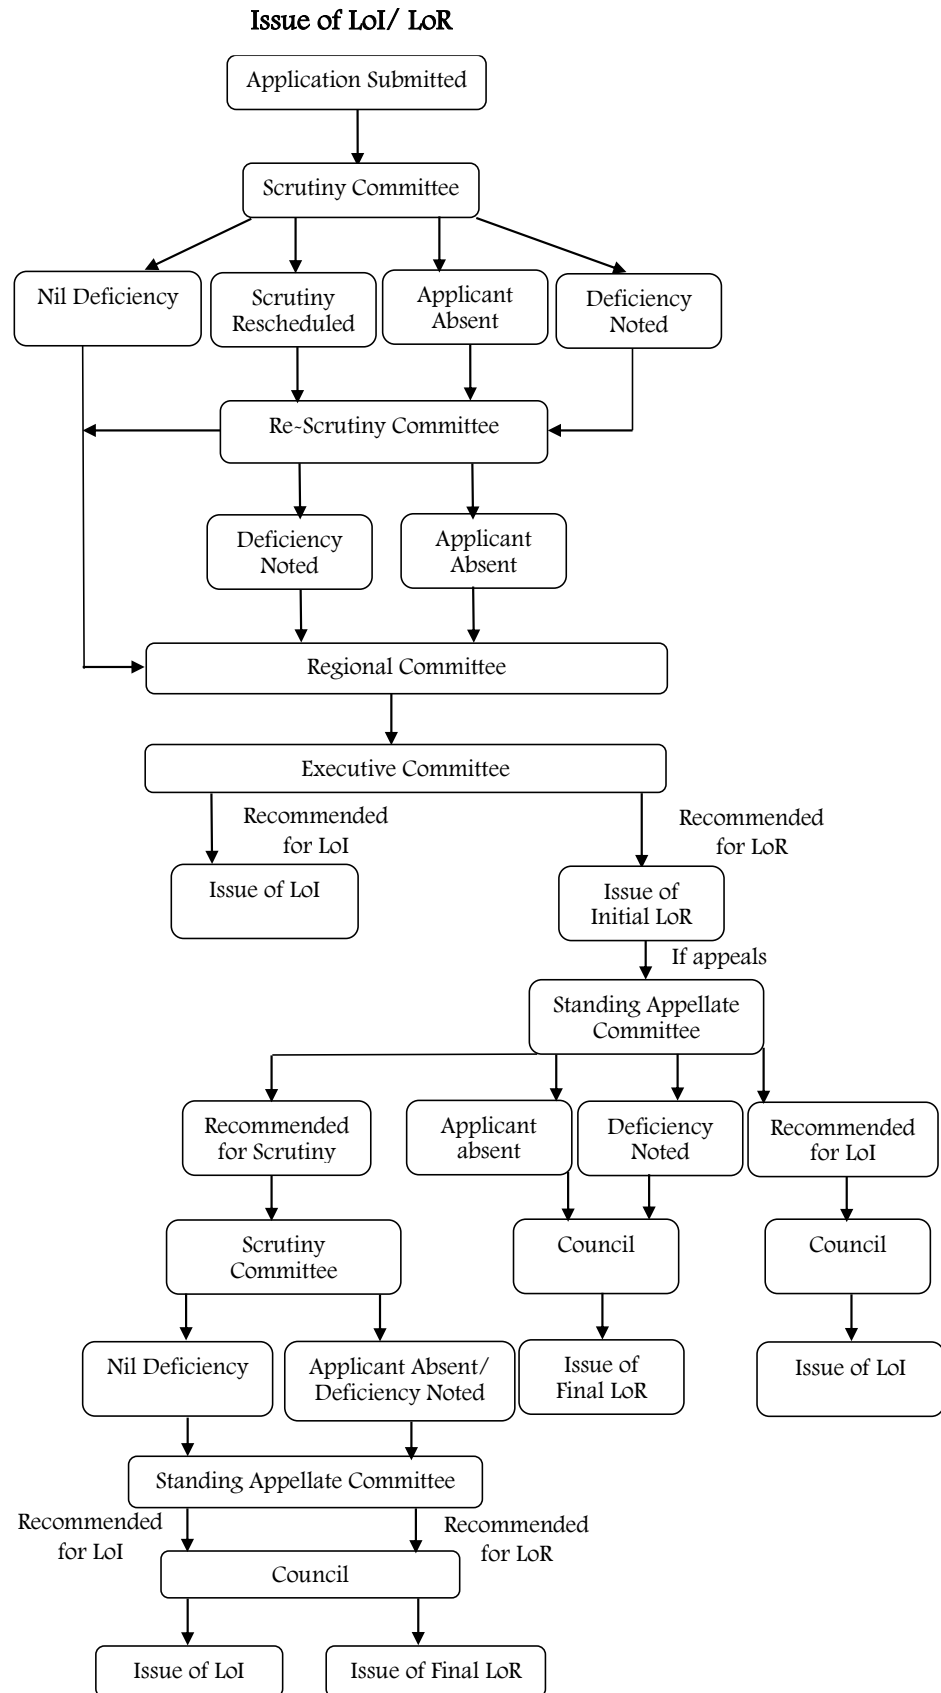 Issue of LoI/ LoR
Application Submitted
Scrutiny Committee
Nil Deficiency
Scrutiny
Rescheduled
Applicant
Absent
Deficiency
Noted
Re-Scrutiny Committee
Deficiency
Noted
Applicant
Absent
Regional Committee
Executive Committee
Recommended
for LoI
Recommended
for LoR
Issue of LoI
Issue of
Initial LoR
If appeals
Standing Appellate
Committee
Recommended
for Scrutiny
Applicant
absent
Deficiency
Noted
Recommended
for LoI
Scrutiny
Committee
Council
Council
Nil Deficiency
Applicant Absent/
Deficiency Noted
Issue of
Final LoR
Issue of LoI
Standing Appellate Committee
Recommended
for LoI
Recommended
for LoR
Council
Issue of LoI
Issue of Final LoR